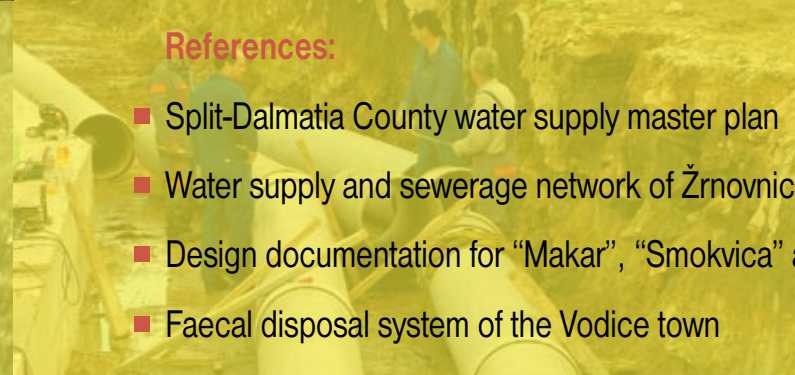 References:
■ Split-Dalmatia County water supply master plan
■ Water supply and sewerage network of Žrnovnic
■ Design documentation for “Makar”, “Smokvica” a
■ Faecal disposal system of the Vodice town